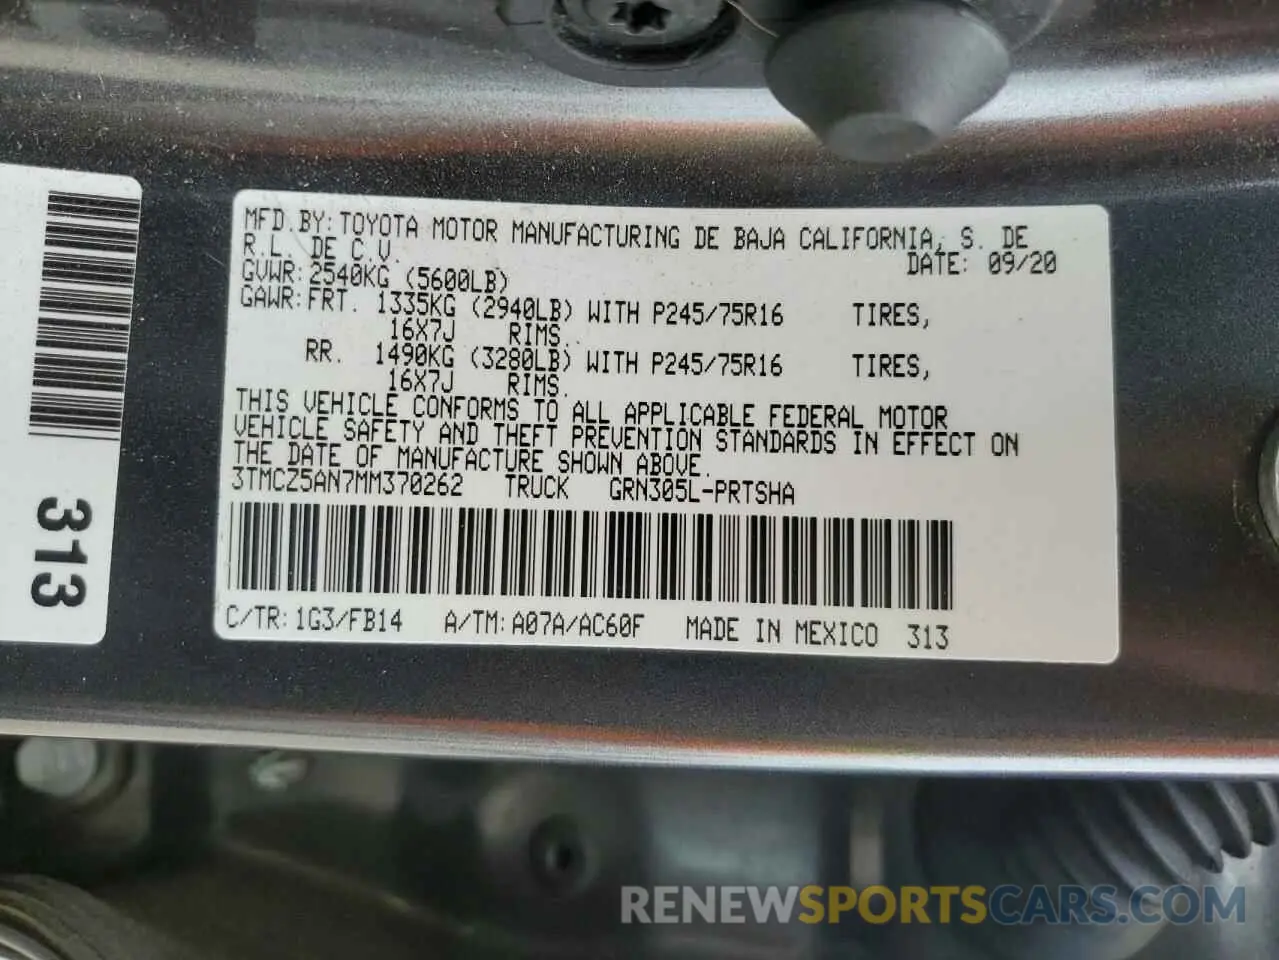 MFD.BY: TOYOTA MOTOR MANUFACTURING DE BAJA CALIFORNIA, S. DE
R.L. DE C.V. DATE: 09/20
GVWR: 2540KG (5600LB)
GAWR: FRT. 1335KG (2940LB) WITH P245/75R16 TIRES,
16X7J RIMS.
RR. 1490KG (3280LB) WITH P245/75R16 TIRES,
16X7J RIMS.
THIS VEHICLE CONFORMS TO ALL APPLICABLE FEDERAL MOTOR
VEHICLE SAFETY AND THEFT PREVENTION STANDARDS IN EFFECT ON
THE DATE OF MANUFACTURE SHOWN ABOVE.
3TMCZ5AN7MM370262 TRUCK GRN305L-PRTSHA
C/TR: 1G3/FB14 A/TM: A07A/AC60F MADE IN MEXICO 313
313
RENEWSPORTSCARS.COM